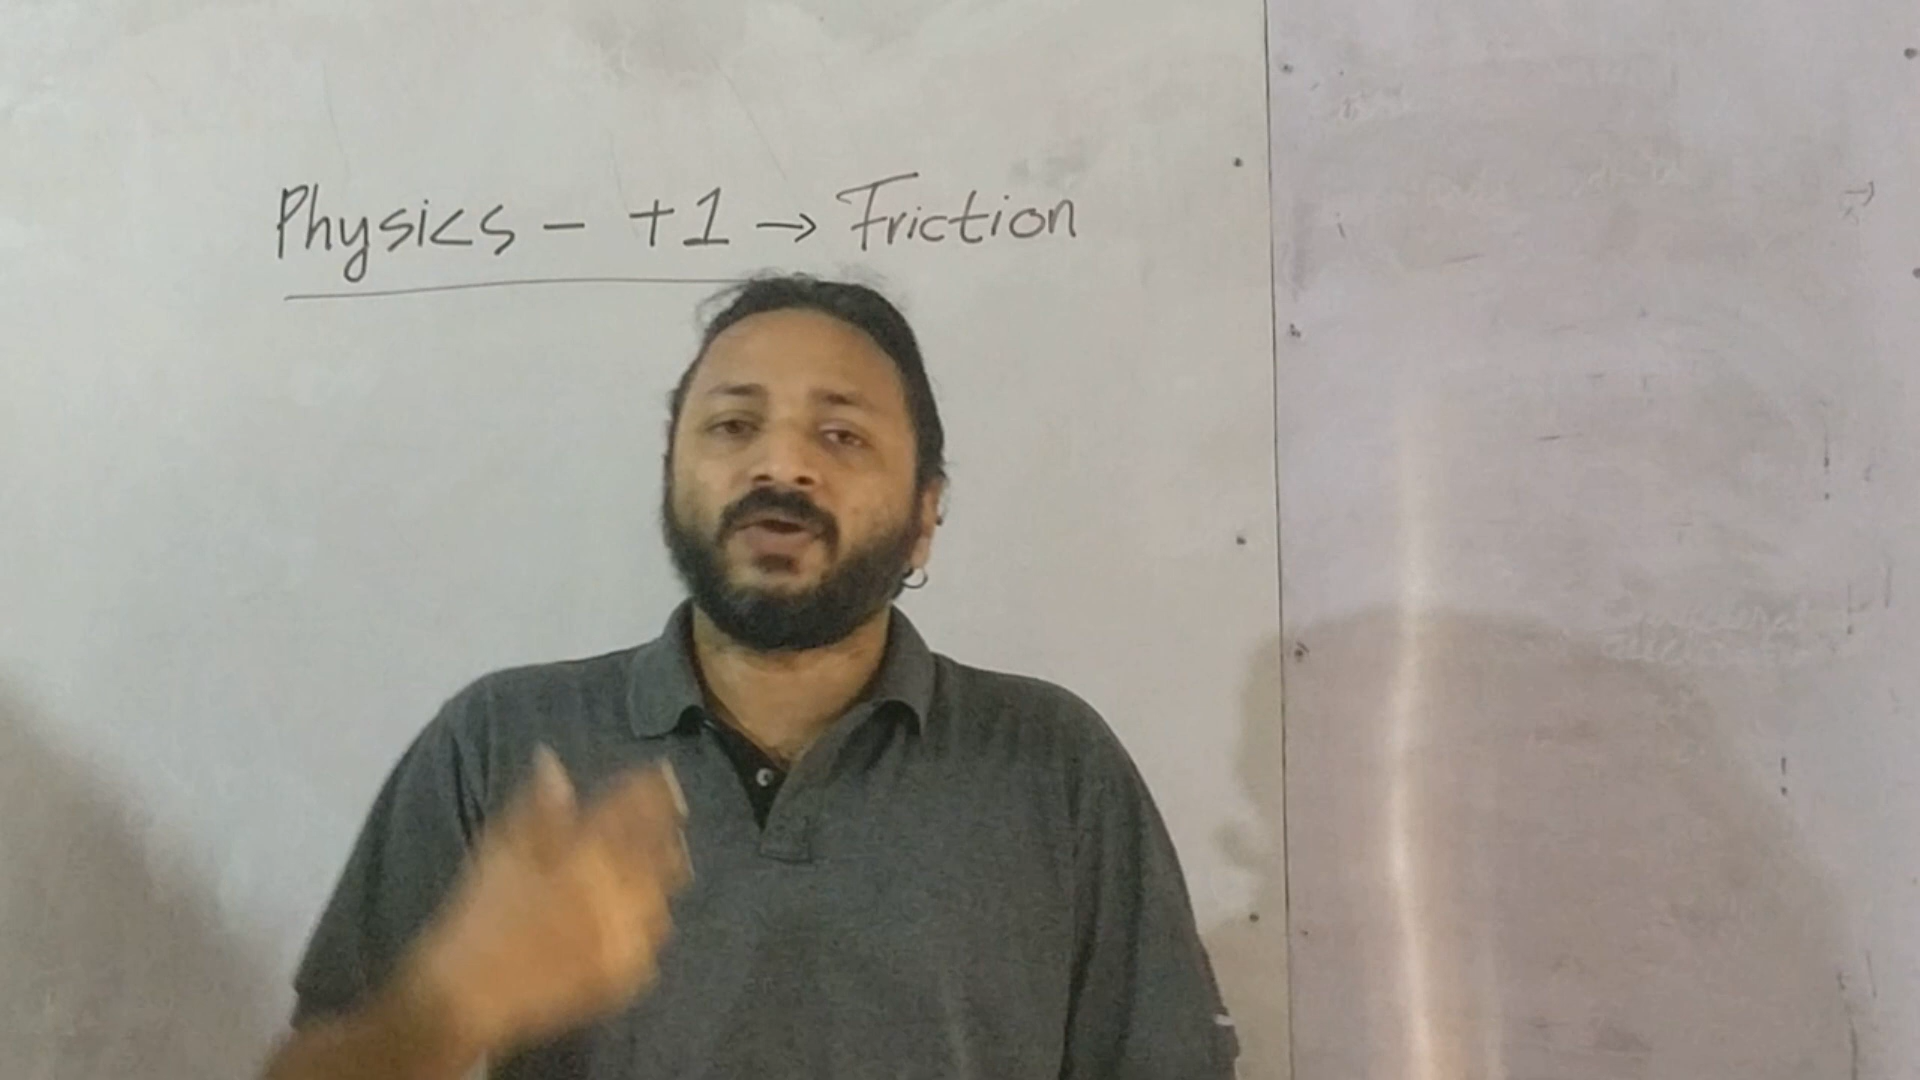 Physics - +1 → Friction